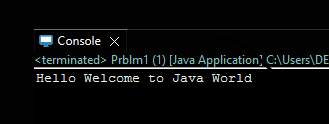 Console
<terminated> Prblm1 (1) [Java Application] C:\Users\DE
Hello Welcome to Java World